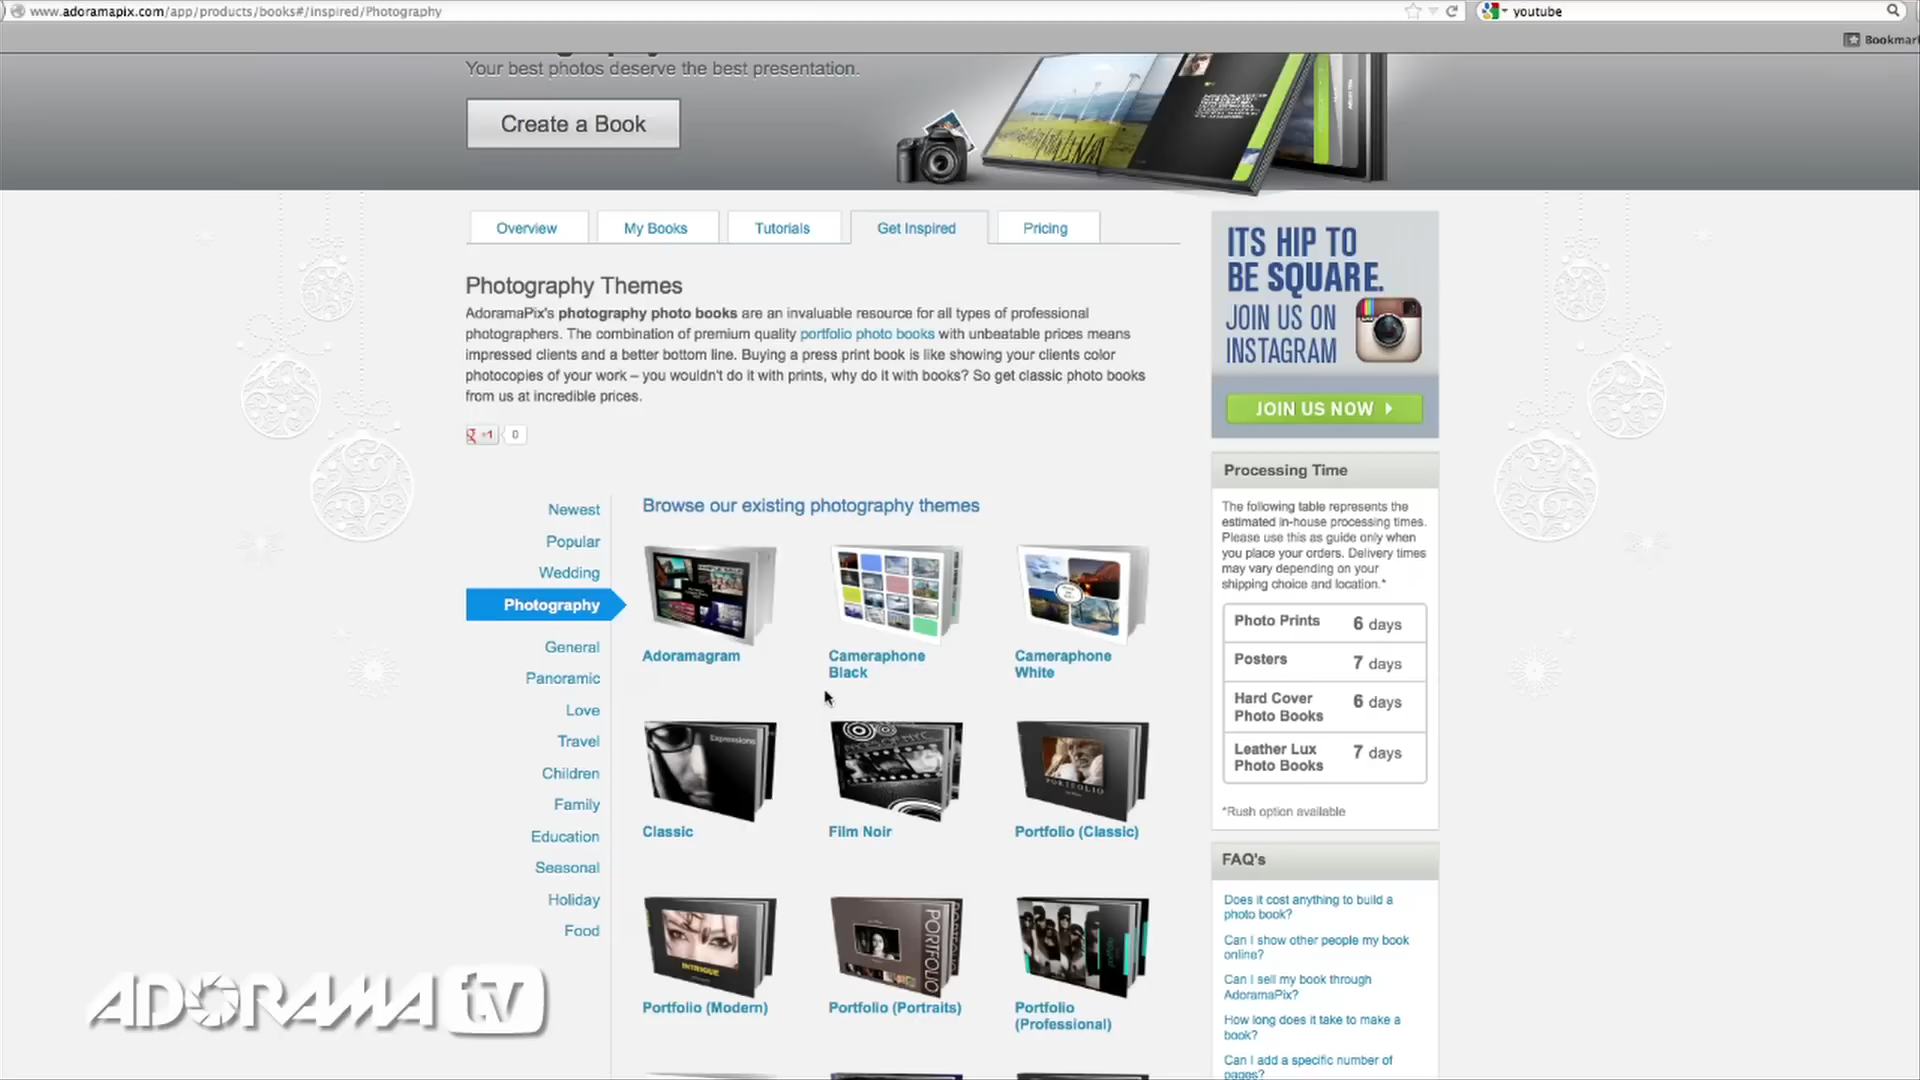 www.adoramapix.com/app/products/books#/inspired/Photography
youtube
Your best photos deserve the best presentation.
Create a Book
Overview
My Books
Tutorials
Get Inspired
Pricing
Photography Themes
AdoramaPix's photography photo books are an invaluable resource for all types of professional
photographers. The combination of premium quality portfolio photo books with unbeatable prices means
impressed clients and a better bottom line. Buying a press print book is like showing your clients color
photocopies of your work – you wouldn't do it with prints, why do it with books? So get classic photo books
from us at incredible prices.
+1
0
Newest
Popular
Wedding
Photography
General
Panoramic
Love
Travel
Children
Family
Education
Seasonal
Holiday
Food
Browse our existing photography themes
Adoramagram
Cameraphone
Black
Cameraphone
White
Expressions
Classic
Film Noir
PORTFOLIO
Portfolio (Classic)
INTRIGUE
Portfolio (Modern)
PORTFOLIO
Portfolio (Portraits)
portfolio
Portfolio
(Professional)
ITS HIP TO
BE SQUARE.
JOIN US ON
INSTAGRAM
JOIN US NOW
Processing Time
The following table represents the
estimated in-house processing times.
Please use this as guide only when
you place your orders. Delivery times
may vary depending on your
shipping choice and location.*
Photo Prints 6 days
Posters 7 days
Hard Cover
Photo Books 6 days
Leather Lux
Photo Books 7 days
*Rush option available
FAQ's
Does it cost anything to build a
photo book?
Can I show other people my book
online?
Can I sell my book through
AdoramaPix?
How long does it take to make a
book?
Can I add a specific number of
pages?
ADORAMA tv